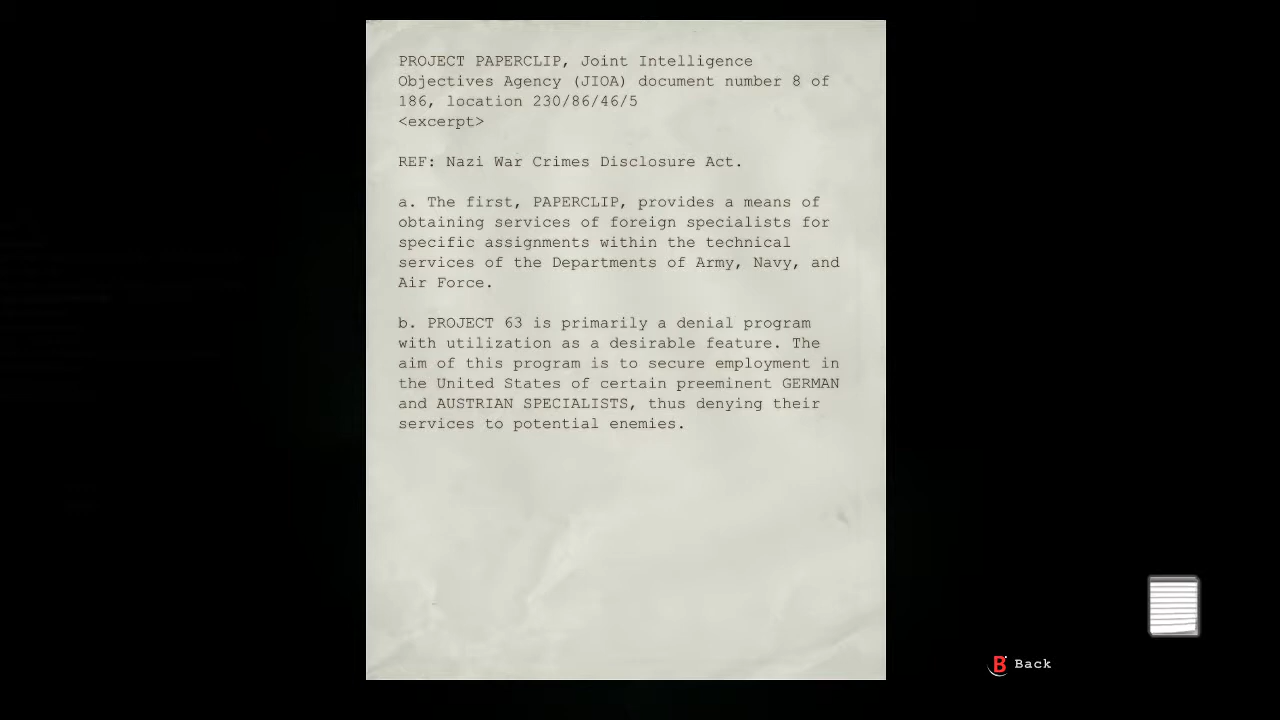 PROJECT PAPERCLIP, Joint Intelligence
Objectives Agency (JIOA) document number 8 of
186, location 230/86/46/5
<excerpt>
REF: Nazi War Crimes Disclosure Act.
a. The first, PAPERCLIP, provides a means of
obtaining services of foreign specialists for
specific assignments within the technical
services of the Departments of Army, Navy, and
Air Force.
b. PROJECT 63 is primarily a denial program
with utilization as a desirable feature. The
aim of this program is to secure employment in
the United States of certain preeminent GERMAN
and AUSTRIAN SPECIALISTS, thus denying their
services to potential enemies.
B Back